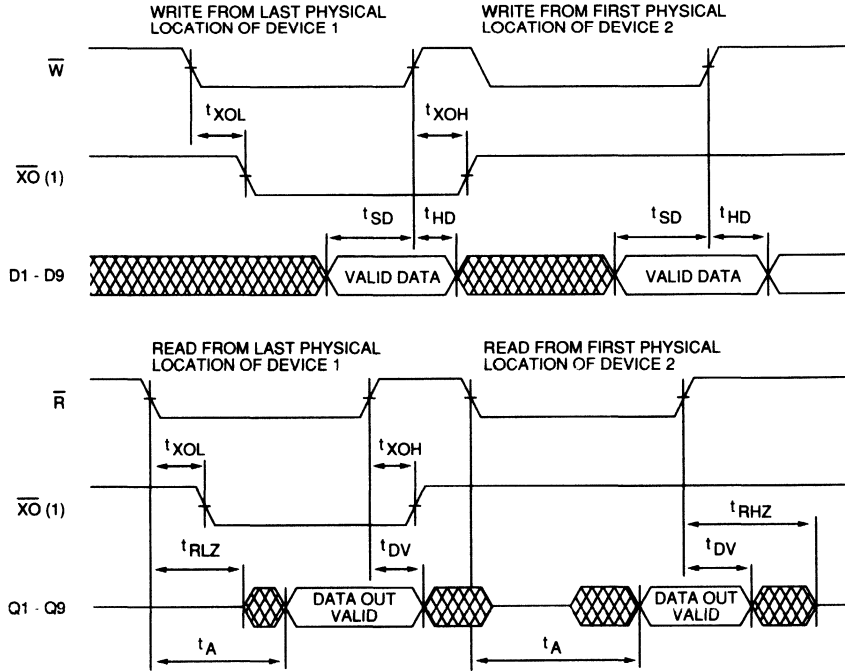 WRITE FROM LAST PHYSICAL
LOCATION OF DEVICE 1
WRITE FROM FIRST PHYSICAL
LOCATION OF DEVICE 2
W
tXOL
tXOH
XO (1)
tSD
tHD
tSD
tHD
D1 - D9
VALID DATA
VALID DATA
READ FROM LAST PHYSICAL
LOCATION OF DEVICE 1
READ FROM FIRST PHYSICAL
LOCATION OF DEVICE 2
R
tXOL
tXOH
XO (1)
tRHZ
tRLZ
tDV
tDV
Q1 - Q9
DATA OUT
VALID
DATA OUT
VALID
tA
tA